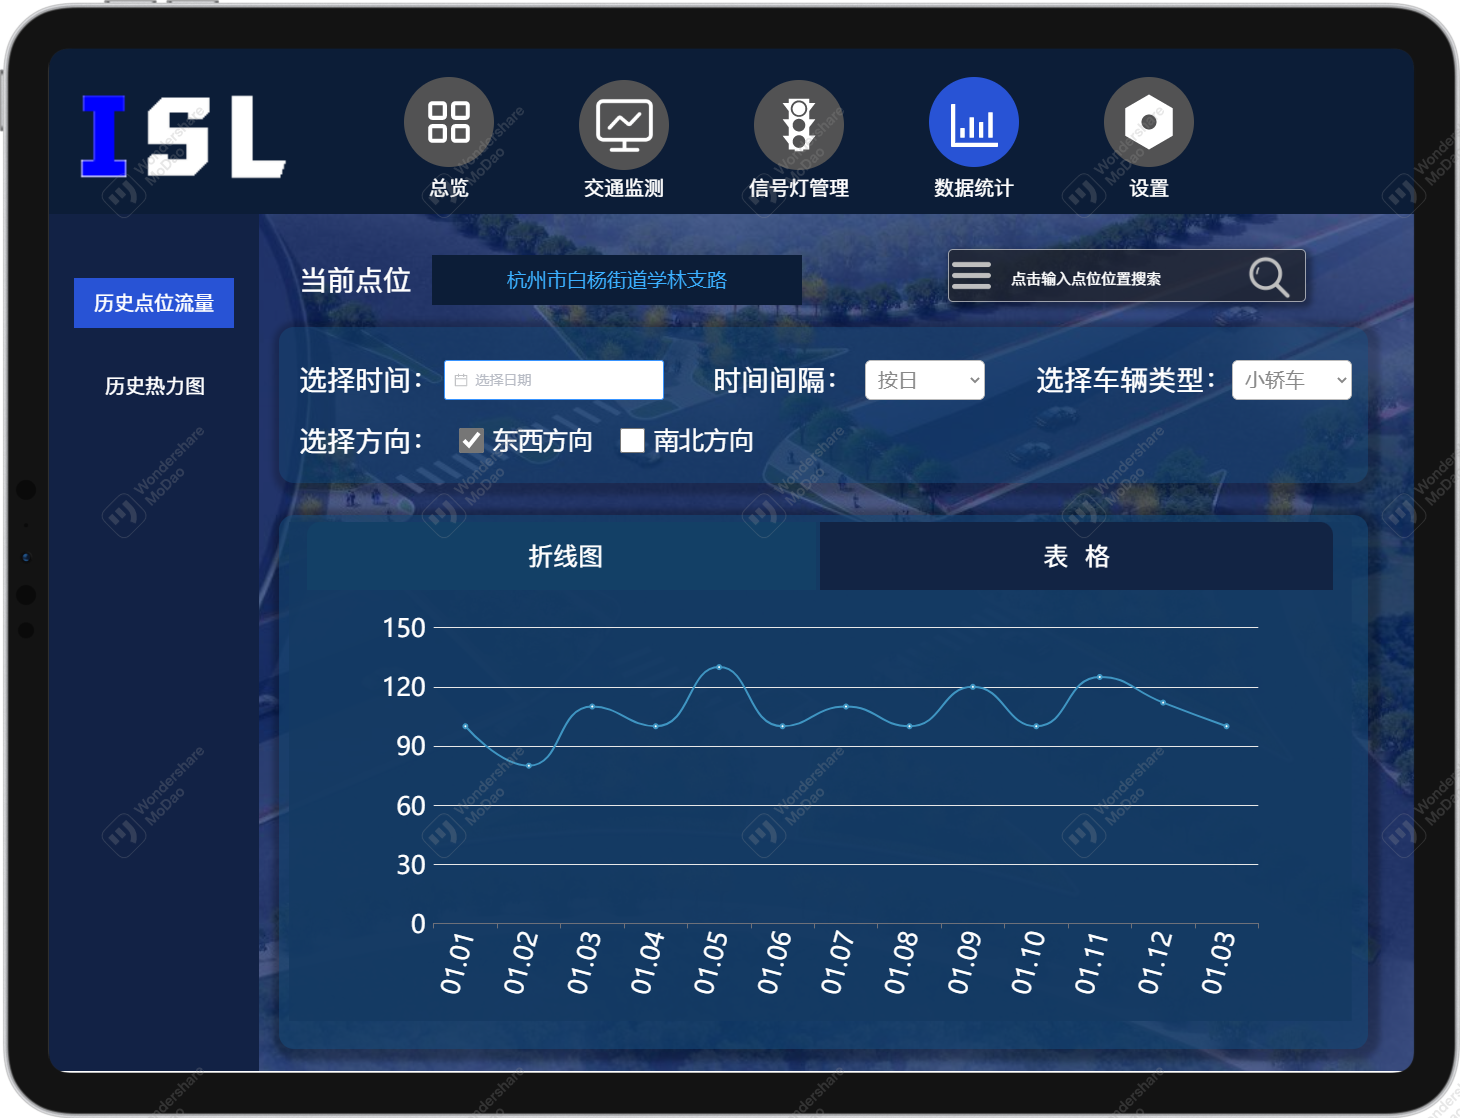 ISL
总览
交通监测
信号灯管理
数据统计
设置
历史点位流量
历史热力图
当前点位
杭州市白杨街道学林支路
点击输入点位位置搜索
选择时间：
选择日期
时间间隔：
按日
选择车辆类型：
小轿车
选择方向：
东西方向
南北方向
折线图
表 格
150
120
90
60
30
0
01.01
01.02
01.03
01.04
01.05
01.06
01.07
01.08
01.09
01.10
01.11
01.12
01.03
Wondershare
MoDao